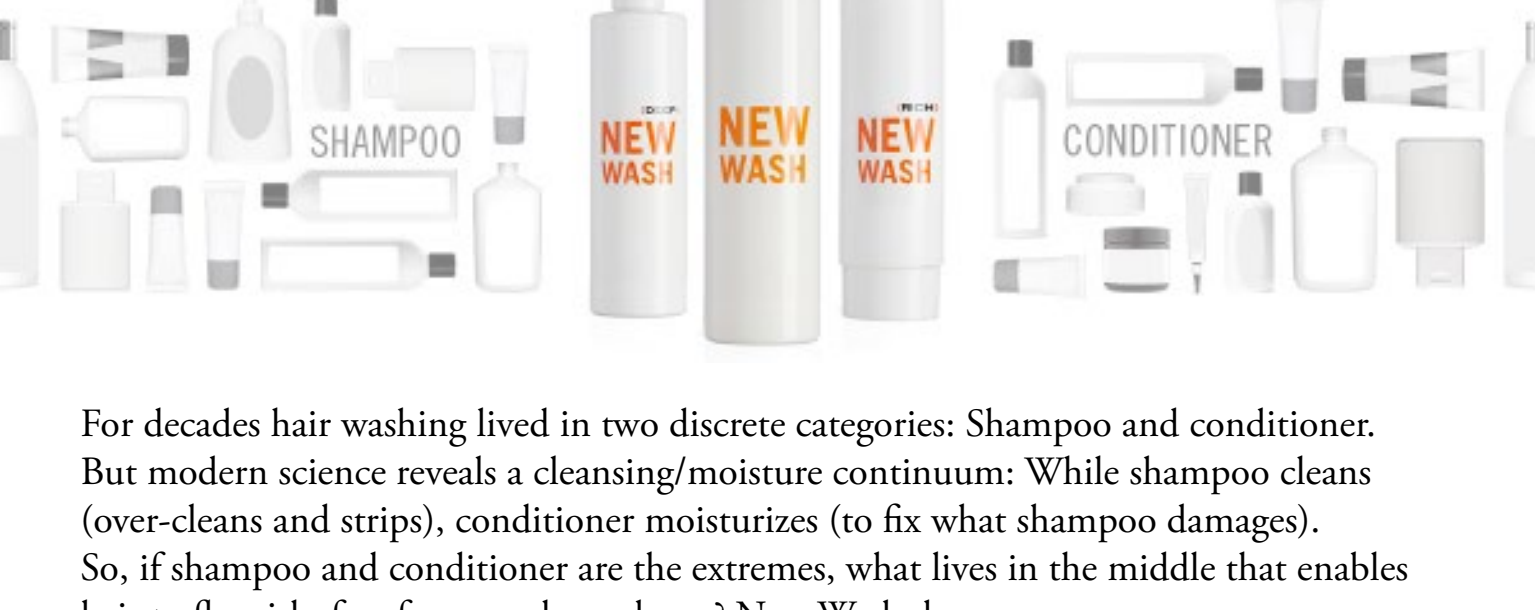 SHAMPOO
(DEEP)
NEW
WASH
NEW
WASH
(RICH)
NEW
WASH
CONDITIONER
For decades hair washing lived in two discrete categories: Shampoo and conditioner.
But modern science reveals a cleansing/moisture continuum: While shampoo cleans
(over-cleans and strips), conditioner moisturizes (to fix what shampoo damages).
So, if shampoo and conditioner are the extremes, what lives in the middle that enables